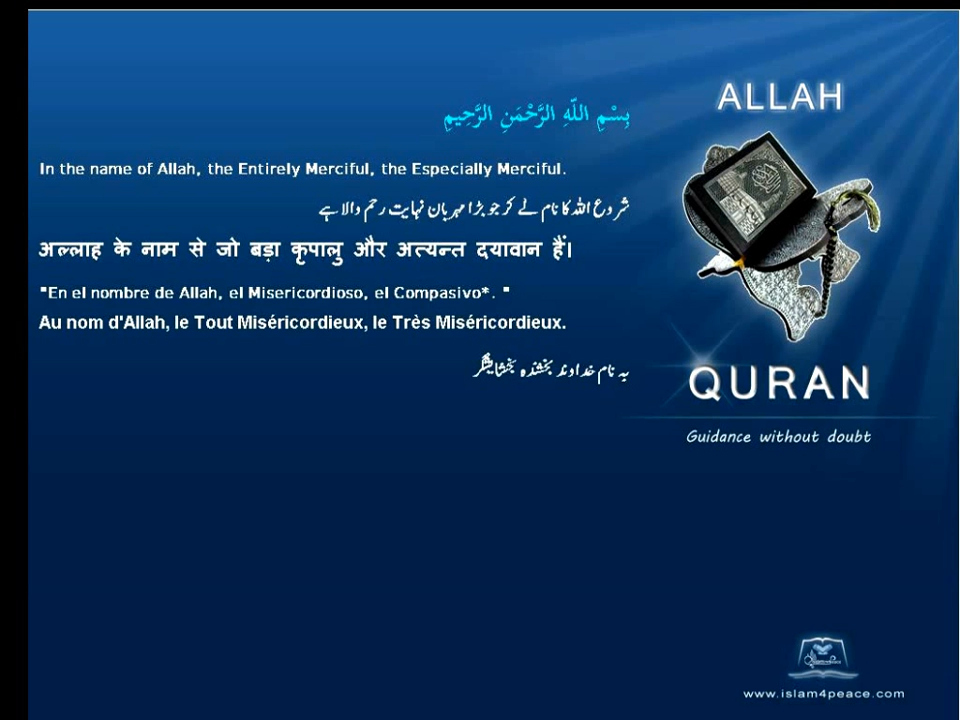 بِسْمِ اللّهِ الرَّحْمَنِ الرَّحِيمِ
In the name of Allah, the Entirely Merciful, the Especially Merciful.
شروع الله کا نام لے کر جو بڑا مہربان نہایت رحم والا ہے
अल्लाह के नाम से जो बड़ा कृपालु और अत्यन्त दयावान हैं।
"En el nombre de Allah, el Misericordioso, el Compasivo*. "
Au nom d'Allah, le Tout Miséricordieux, le Très Miséricordieux.
به نام خداوند بخشنده بخشایشگر
ALLAH
QURAN
Guidance without doubt
www.islam4peace.com